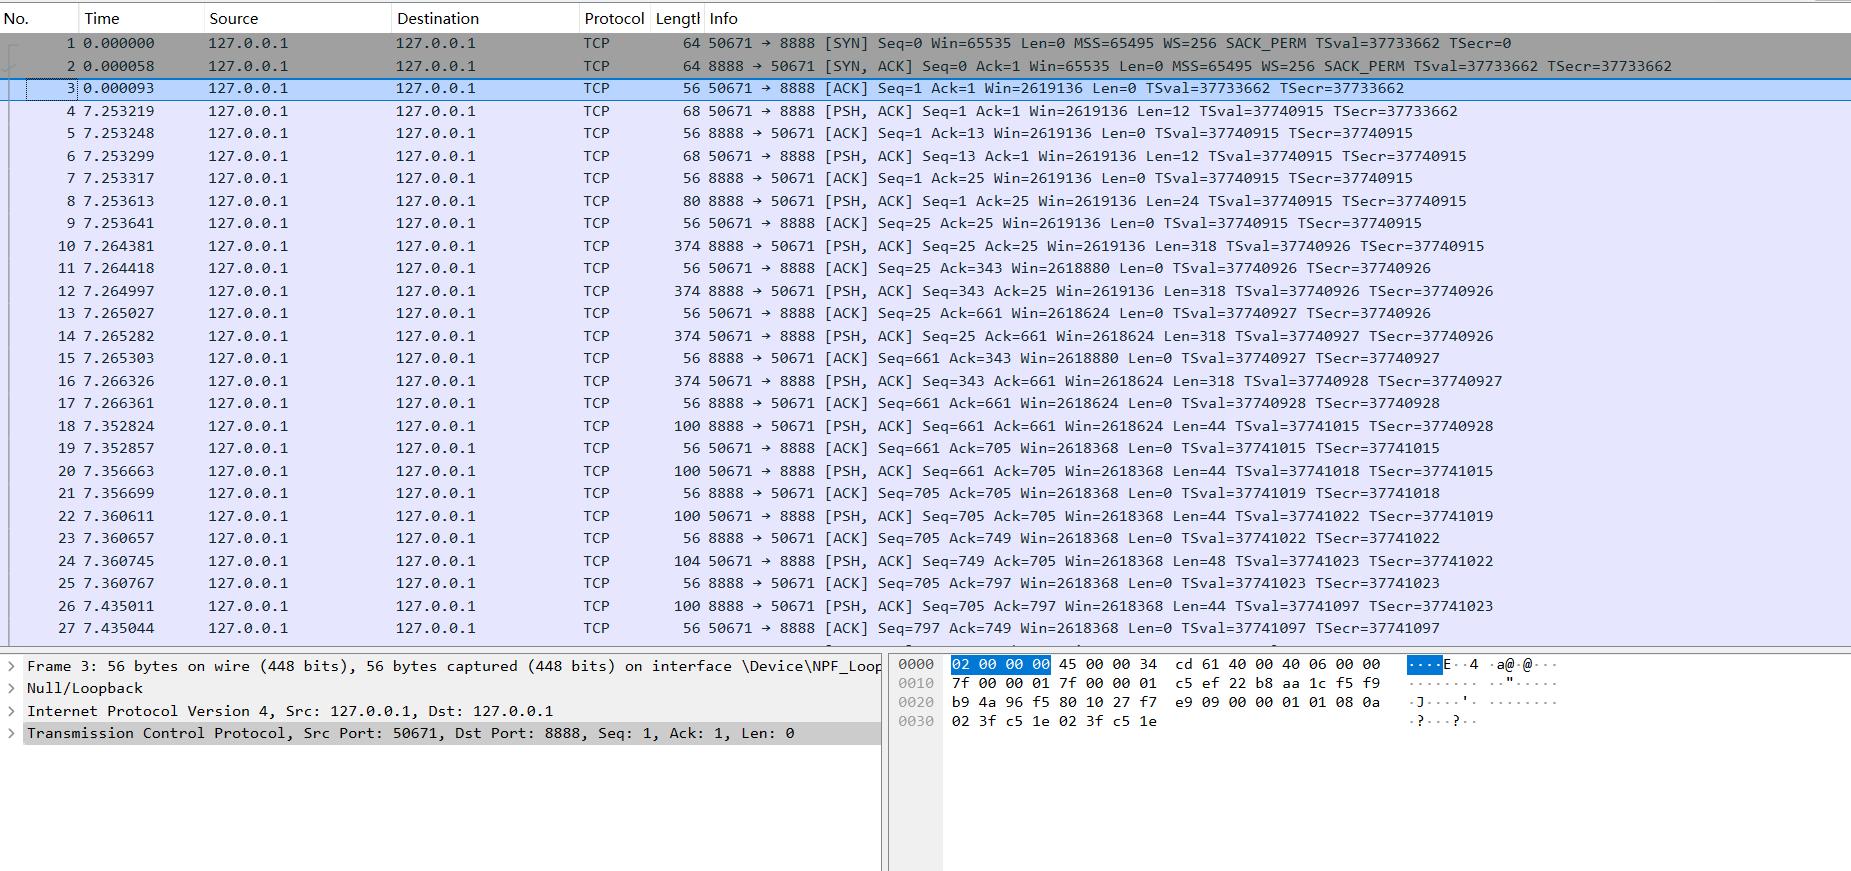 No. Time Source Destination Protocol Lengtl Info
1 0.000000 127.0.0.1 127.0.0.1 TCP 64 50671 → 8888 [SYN] Seq=0 Win=65535 Len=0 MSS=65495 WS=256 SACK_PERM TSval=37733662 TSecr=0
2 0.000058 127.0.0.1 127.0.0.1 TCP 64 8888 → 50671 [SYN, ACK] Seq=0 Ack=1 Win=65535 Len=0 MSS=65495 WS=256 SACK_PERM TSval=37733662 TSecr=37733662
3 0.000093 127.0.0.1 127.0.0.1 TCP 56 50671 → 8888 [ACK] Seq=1 Ack=1 Win=2619136 Len=0 TSval=37733662 TSecr=37733662
4 7.253219 127.0.0.1 127.0.0.1 TCP 68 50671 → 8888 [PSH, ACK] Seq=1 Ack=1 Win=2619136 Len=12 TSval=37740915 TSecr=37733662
5 7.253248 127.0.0.1 127.0.0.1 TCP 56 8888 → 50671 [ACK] Seq=1 Ack=13 Win=2619136 Len=0 TSval=37740915 TSecr=37740915
6 7.253299 127.0.0.1 127.0.0.1 TCP 68 50671 → 8888 [PSH, ACK] Seq=13 Ack=1 Win=2619136 Len=12 TSval=37740915 TSecr=37740915
7 7.253317 127.0.0.1 127.0.0.1 TCP 56 8888 → 50671 [ACK] Seq=1 Ack=25 Win=2619136 Len=0 TSval=37740915 TSecr=37740915
8 7.253613 127.0.0.1 127.0.0.1 TCP 80 8888 → 50671 [PSH, ACK] Seq=1 Ack=25 Win=2619136 Len=24 TSval=37740915 TSecr=37740915
9 7.253641 127.0.0.1 127.0.0.1 TCP 56 50671 → 8888 [ACK] Seq=25 Ack=25 Win=2619136 Len=0 TSval=37740915 TSecr=37740915
10 7.264381 127.0.0.1 127.0.0.1 TCP 374 8888 → 50671 [PSH, ACK] Seq=25 Ack=25 Win=2619136 Len=318 TSval=37740926 TSecr=37740915
11 7.264418 127.0.0.1 127.0.0.1 TCP 56 50671 → 8888 [ACK] Seq=25 Ack=343 Win=2618880 Len=0 TSval=37740926 TSecr=37740926
12 7.264997 127.0.0.1 127.0.0.1 TCP 374 8888 → 50671 [PSH, ACK] Seq=343 Ack=25 Win=2619136 Len=318 TSval=37740926 TSecr=37740926
13 7.265027 127.0.0.1 127.0.0.1 TCP 56 50671 → 8888 [ACK] Seq=25 Ack=661 Win=2618624 Len=0 TSval=37740927 TSecr=37740926
14 7.265282 127.0.0.1 127.0.0.1 TCP 374 50671 → 8888 [PSH, ACK] Seq=25 Ack=661 Win=2618624 Len=318 TSval=37740927 TSecr=37740926
15 7.265303 127.0.0.1 127.0.0.1 TCP 56 8888 → 50671 [ACK] Seq=661 Ack=343 Win=2618880 Len=0 TSval=37740927 TSecr=37740927
16 7.266326 127.0.0.1 127.0.0.1 TCP 374 50671 → 8888 [PSH, ACK] Seq=343 Ack=661 Win=2618624 Len=318 TSval=37740928 TSecr=37740927
17 7.266361 127.0.0.1 127.0.0.1 TCP 56 8888 → 50671 [ACK] Seq=661 Ack=661 Win=2618624 Len=0 TSval=37740928 TSecr=37740928
18 7.352824 127.0.0.1 127.0.0.1 TCP 100 8888 → 50671 [PSH, ACK] Seq=661 Ack=661 Win=2618624 Len=44 TSval=37741015 TSecr=37740928
19 7.352857 127.0.0.1 127.0.0.1 TCP 56 50671 → 8888 [ACK] Seq=661 Ack=705 Win=2618368 Len=0 TSval=37741015 TSecr=37741015
20 7.356663 127.0.0.1 127.0.0.1 TCP 100 50671 → 8888 [PSH, ACK] Seq=661 Ack=705 Win=2618368 Len=44 TSval=37741018 TSecr=37741015
21 7.356699 127.0.0.1 127.0.0.1 TCP 56 8888 → 50671 [ACK] Seq=705 Ack=705 Win=2618368 Len=0 TSval=37741019 TSecr=37741018
22 7.360611 127.0.0.1 127.0.0.1 TCP 100 50671 → 8888 [PSH, ACK] Seq=705 Ack=705 Win=2618368 Len=44 TSval=37741022 TSecr=37741019
23 7.360657 127.0.0.1 127.0.0.1 TCP 56 8888 → 50671 [ACK] Seq=705 Ack=749 Win=2618368 Len=0 TSval=37741022 TSecr=37741022
24 7.360745 127.0.0.1 127.0.0.1 TCP 104 50671 → 8888 [PSH, ACK] Seq=749 Ack=705 Win=2618368 Len=48 TSval=37741023 TSecr=37741022
25 7.360767 127.0.0.1 127.0.0.1 TCP 56 8888 → 50671 [ACK] Seq=705 Ack=797 Win=2618368 Len=0 TSval=37741023 TSecr=37741023
26 7.435011 127.0.0.1 127.0.0.1 TCP 100 8888 → 50671 [PSH, ACK] Seq=705 Ack=797 Win=2618368 Len=44 TSval=37741097 TSecr=37741023
27 7.435044 127.0.0.1 127.0.0.1 TCP 56 50671 → 8888 [ACK] Seq=797 Ack=749 Win=2618368 Len=0 TSval=37741097 TSecr=37741097
Frame 3: 56 bytes on wire (448 bits), 56 bytes captured (448 bits) on interface \Device\NPF_Loop
Null/Loopback
Internet Protocol Version 4, Src: 127.0.0.1, Dst: 127.0.0.1
Transmission Control Protocol, Src Port: 50671, Dst Port: 8888, Seq: 1, Ack: 1, Len: 0
0000 02 00 00 00 45 00 00 34 cd 61 40 00 40 06 00 00 ····E··4 ·a@·@···
0010 7f 00 00 01 7f 00 00 01 c5 ef 22 b8 aa 1c f5 f9 ········ ··"·····
0020 b9 4a 96 f5 80 10 27 f7 e9 09 00 00 01 01 08 0a ·J····'· ········
0030 02 3f c5 1e 02 3f c5 1e ·?···?··